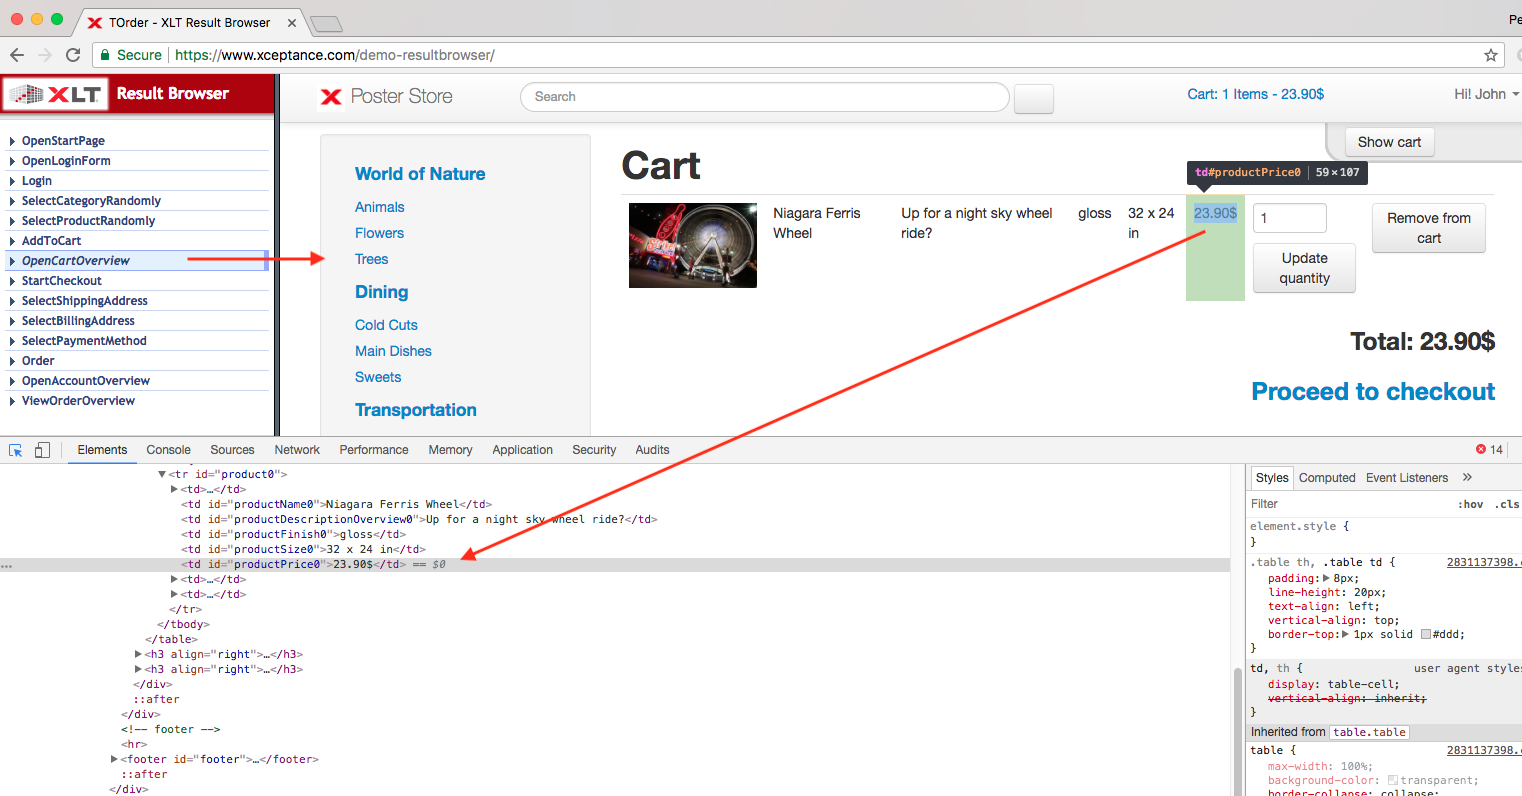 TOrder - XLT Result Browser
Pe
Secure
https://www.xceptance.com/demo-resultbrowser/
XLT Result Browser
OpenStartPage
OpenLoginForm
Login
SelectCategoryRandomly
SelectProductRandomly
AddToCart
OpenCartOverview
StartCheckout
SelectShippingAddress
SelectBillingAddress
SelectPaymentMethod
Order
OpenAccountOverview
ViewOrderOverview
Poster Store
Search
Cart: 1 Items - 23.90$
Hi! John
Show cart
World of Nature
Animals
Flowers
Trees
Dining
Cold Cuts
Main Dishes
Sweets
Transportation
Cart
td#productPrice0 | 59 × 107
Niagara Ferris
Wheel
Up for a night sky wheel
ride?
gloss
32 x 24
in
23.90$
1
Update
quantity
Remove from
cart
Total: 23.90$
Proceed to checkout
Elements Console Sources Network Performance Memory Application Security Audits
14
<tr id="product0">
<td>…</td>
<td id="productName0">Niagara Ferris Wheel</td>
<td id="productDescriptionOverview0">Up for a night sky wheel ride?</td>
<td id="productFinish0">gloss</td>
<td id="productSize0">32 x 24 in</td>
<td id="productPrice0">23.90$</td> == $0
<td>…</td>
<td>…</td>
</tr>
</tbody>
</table>
<h3 align="right">…</h3>
<h3 align="right">…</h3>
</div>
::after
</div>
<!-- footer -->
<hr>
<footer id="footer">…</footer>
::after
</div>
Styles Computed Event Listeners »
Filter
:hov .cls
element.style {
}
.table th, .table td {
2831137398.c
padding: 8px;
line-height: 20px;
text-align: left;
vertical-align: top;
border-top: 1px solid #ddd;
}
td, th {
user agent styles
display: table-cell;
vertical-align: inherit;
}
Inherited from table.table
table {
2831137398.c
max-width: 100%;
background-color: transparent;
border-collapse: collapse;